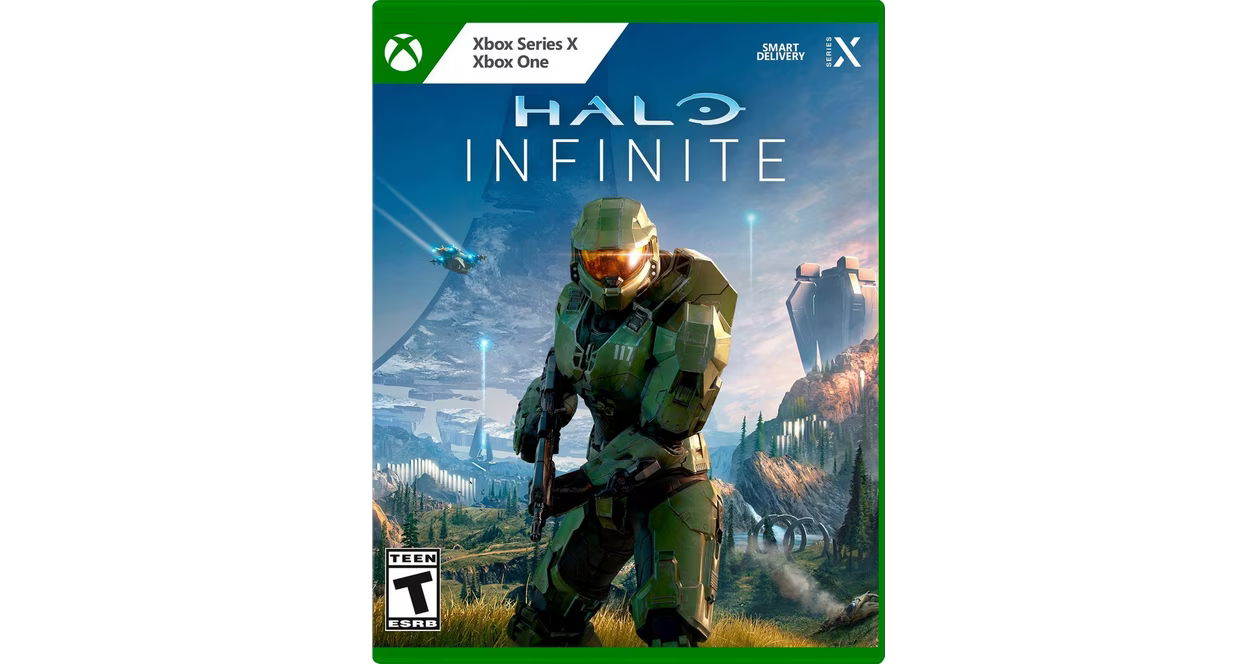 Xbox Series X
Xbox One
SMART
DELIVERY
SERIES
X
HALO
INFINITE
117
TEEN
T
ESRB